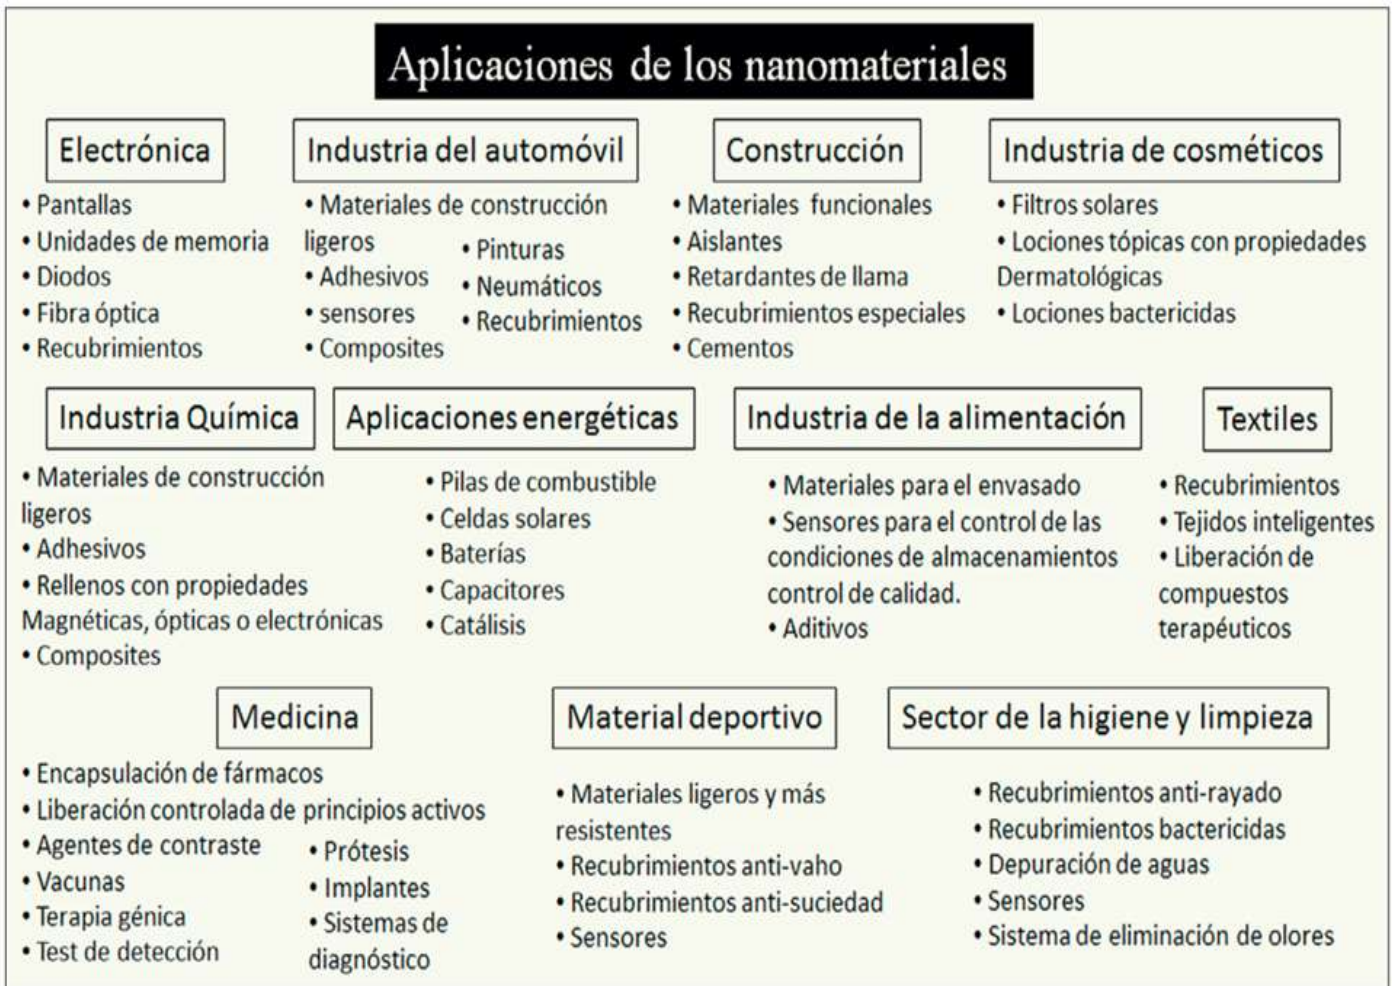 Aplicaciones de los nanomateriales
Electrónica
• Pantallas
• Unidades de memoria
• Diodos
• Fibra óptica
• Recubrimientos
Industria del automóvil
• Materiales de construcción
ligeros
• Adhesivos
• sensores
• Composites
• Pinturas
• Neumáticos
• Recubrimientos
Construcción
• Materiales funcionales
• Aislantes
• Retardantes de llama
• Recubrimientos especiales
• Cementos
Industria de cosméticos
• Filtros solares
• Lociones tópicas con propiedades
Dermatológicas
• Lociones bactericidas
Industria Química
• Materiales de construcción
ligeros
• Adhesivos
• Rellenos con propiedades
Magnéticas, ópticas o electrónicas
• Composites
Aplicaciones energéticas
• Pilas de combustible
• Celdas solares
• Baterías
• Capacitores
• Catálisis
Industria de la alimentación
• Materiales para el envasado
• Sensores para el control de las
condiciones de almacenamientos
control de calidad.
• Aditivos
Textiles
• Recubrimientos
• Tejidos inteligentes
• Liberación de
compuestos
terapéuticos
Medicina
• Encapsulación de fármacos
• Liberación controlada de principios activos
• Agentes de contraste
• Vacunas
• Terapia génica
• Test de detección
• Prótesis
• Implantes
• Sistemas de
diagnóstico
Material deportivo
• Materiales ligeros y más
resistentes
• Recubrimientos anti-vaho
• Recubrimientos anti-suciedad
• Sensores
Sector de la higiene y limpieza
• Recubrimientos anti-rayado
• Recubrimientos bactericidas
• Depuración de aguas
• Sensores
• Sistema de eliminación de olores